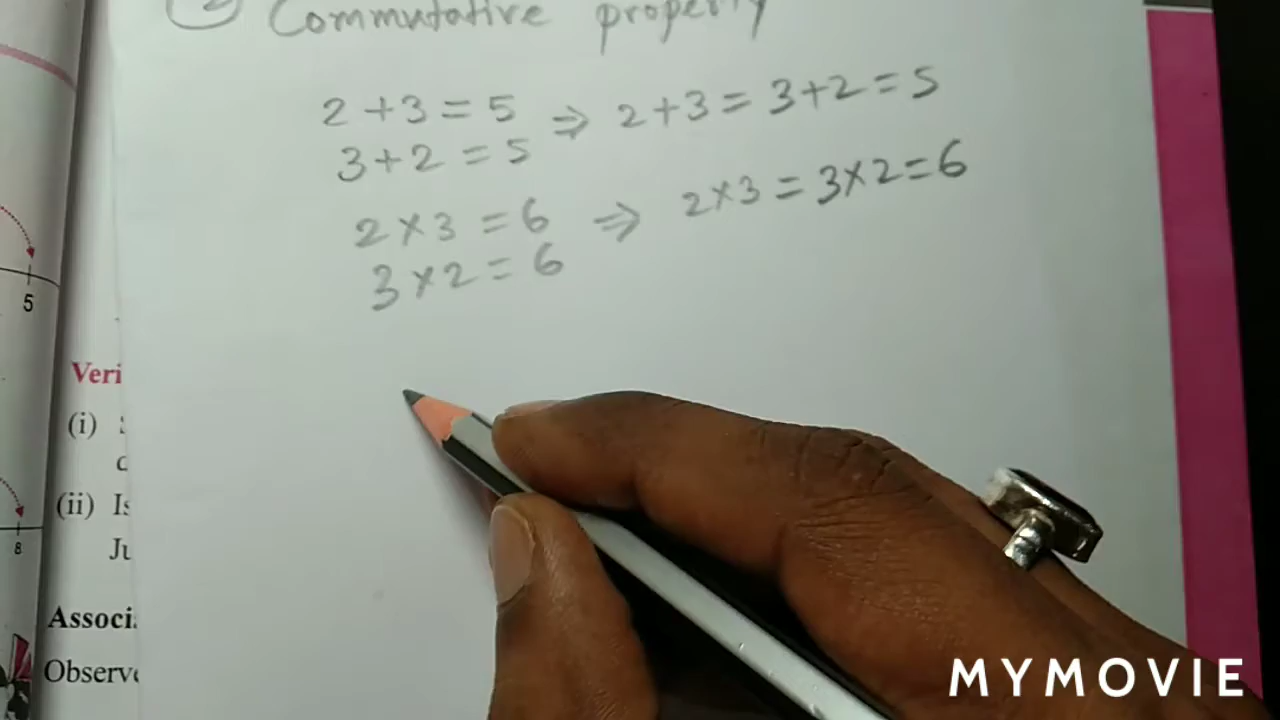 2 Commutative property
2 + 3 = 5 ⇒ 2 + 3 = 3 + 2 = 5
3 + 2 = 5
2 × 3 = 6 ⇒ 2 × 3 = 3 × 2 = 6
3 × 2 = 6
5
Veri
(i)
(ii) Is
Ju
8
Associ
Observe
MYMOVIE